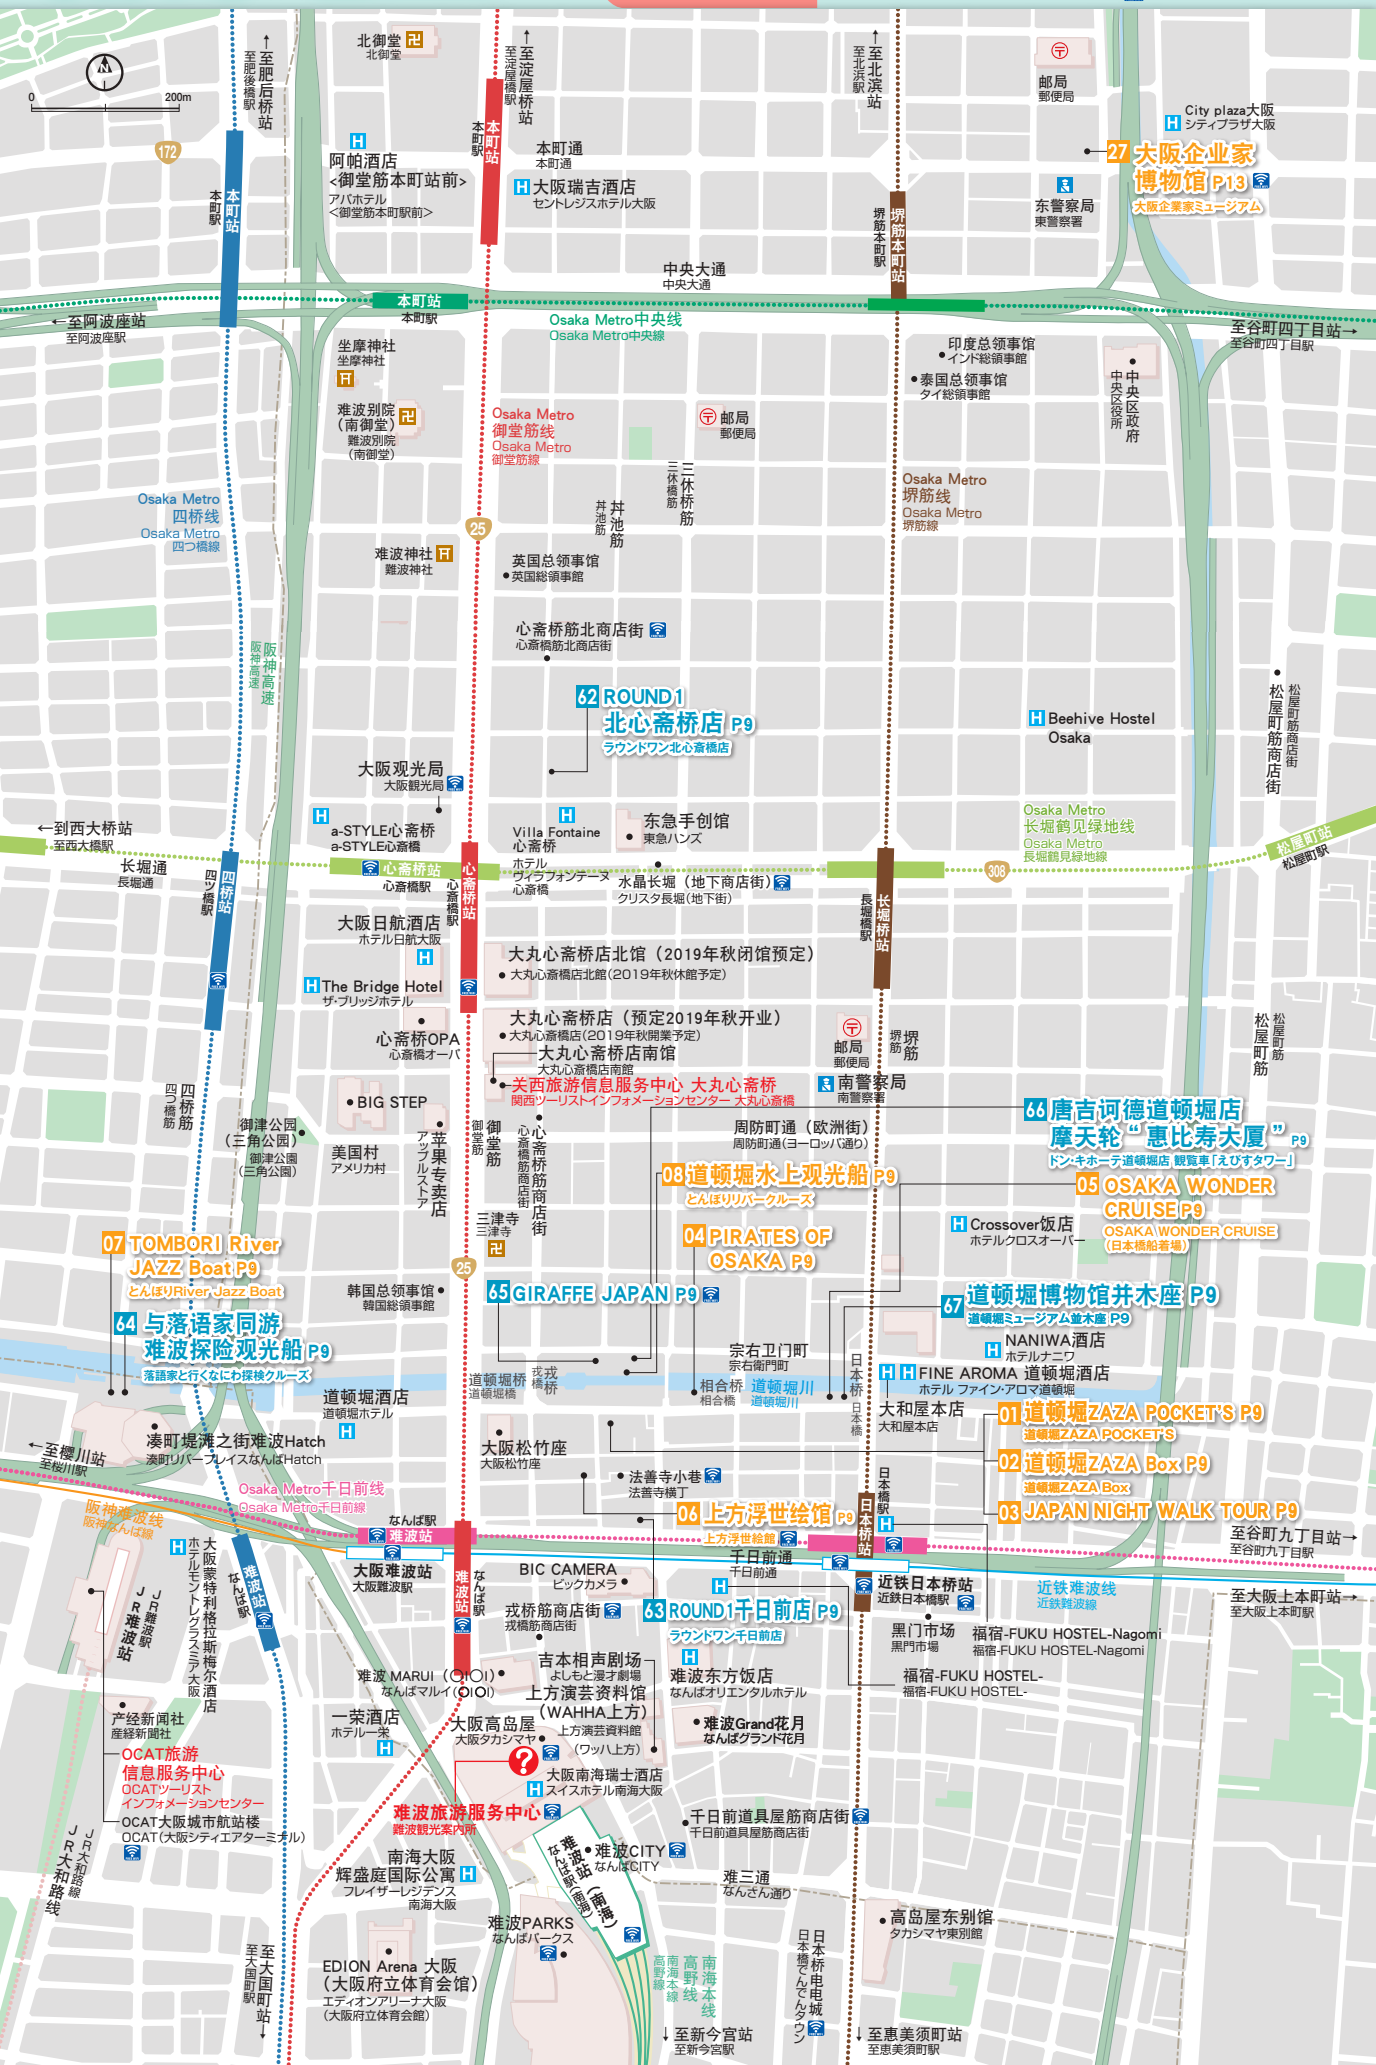 北御堂
北御堂
N
0
200m
←至肥后桥站
至肥後橋駅
←至淀屋桥站
至淀屋橋駅
←至北浜站
至北浜駅
邮局
郵便局
City plaza大阪
シティプラザ大阪
172
本町站
本町駅
本町站
本町駅
阿帕酒店
<御堂筋本町站前>
アパホテル
<御堂筋本町駅前>
本町通
本町通
大阪瑞吉酒店
セントレジスホテル大阪
27 大阪企业家
博物馆 P13
大阪企業家ミュージアム
东警察局
東警察署
堺筋本町站
堺筋本町駅
中央大通
中央大通
本町站
本町駅
←至阿波座站
至阿波座駅
Osaka Metro中央线
Osaka Metro中央線
至谷町四丁目站→
至谷町四丁目駅
坐摩神社
坐摩神社
印度总领事馆
インド総領事館
泰国总领事馆
タイ総領事館
中央区政府
中央区役所
难波别院
(南御堂)
難波別院
(南御堂)
Osaka Metro
御堂筋线
Osaka Metro
御堂筋線
邮局
郵便局
三休桥筋
三休橋筋
丼池筋
丼池筋
Osaka Metro
堺筋线
Osaka Metro
堺筋線
Osaka Metro
四桥线
Osaka Metro
四つ橋線
25
难波神社
難波神社
英国总领事馆
英国総領事館
心斋桥筋北商店街
心斎橋筋北商店街
阪神高速
阪神高速
62 ROUND1
北心斋桥店 P9
ラウンドワン北心斎橋店
Beehive Hostel
Osaka
松屋町筋商店街
松屋町筋商店街
大阪观光局
大阪観光局
a-STYLE心斋桥
a-STYLE心斎橋
Villa Fontaine
心斋桥
ホテル
ヴィラフォンテーヌ
心斎橋
东急手创馆
東急ハンズ
Osaka Metro
长堀鹤见绿地线
Osaka Metro
長堀鶴見緑地線
松屋町站
松屋町駅
←到西大桥站
至西大橋駅
长堀通
長堀通
四桥站
四ツ橋駅
心斋桥站
心斎橋駅
心斋桥站
心斎橋駅
水晶长堀（地下商店街）
クリスタ長堀(地下街)
308
长堀桥站
長堀橋駅
大阪日航酒店
ホテル日航大阪
大丸心斋桥店北馆（2019年秋闭馆预定）
大丸心斎橋店北館(2019年秋休館予定)
The Bridge Hotel
ザ・ブリッジホテル
心斋桥OPA
心斎橋オーパ
大丸心斋桥店（预定2019年秋开业）
大丸心斎橋店(2019年秋開業予定)
大丸心斋桥店南馆
大丸心斎橋店南館
关西旅游信息服务中心 大丸心斋桥
関西ツーリストインフォメーションセンター 大丸心斎橋
邮局
郵便局
堺筋
堺筋
南警察局
南警察署
松屋町筋
松屋町筋
四桥筋
四つ橋筋
BIG STEP
御津公园
(三角公园)
御津公園
(三角公園)
美国村
アメリカ村
苹果专卖店
アップルストア
御堂筋
御堂筋
心斋桥筋商店街
心斎橋筋商店街
周防町通（欧洲街）
周防町通(ヨーロッパ通り)
66 唐吉诃德道顿堀店
摩天轮“惠比寿大厦” P9
ドン・キホーテ道頓堀店 観覧車「えびすタワー」
08 道顿堀水上观光船 P9
とんぼりリバークルーズ
05 OSAKA WONDER
CRUISE P9
OSAKA WONDER CRUISE
(日本橋船着場)
三津寺
三津寺
Crossover饭店
ホテルクロスオーバー
04 PIRATES OF
OSAKA P9
07 TOMBORI River
JAZZ Boat P9
とんぼりRiver Jazz Boat
25
韩国总领事馆
韓国総領事館
65 GIRAFFE JAPAN P9
67 道顿堀博物馆并木座 P9
道頓堀ミュージアム並木座 P9
64 与落语家同游
难波探险观光船 P9
落語家と行くなにわ探検クルーズ
宗右卫门町
宗右衛門町
NANIWA酒店
ホテルナニワ
道顿堀桥
道頓堀橋
戎桥
戎橋
相合桥
相合橋
道顿堀川
道頓堀川
日本桥
日本橋
FINE AROMA 道顿堀酒店
ホテル ファイン・アロマ道頓堀
道顿堀酒店
道頓堀ホテル
大和屋本店
大和屋本店
01 道顿堀ZAZA POCKET'S P9
道頓堀ZAZA POCKET'S
凑町堤滩之街难波Hatch
湊町リバープレイスなんばHatch
大阪松竹座
大阪松竹座
←至樱川站
至桜川駅
法善寺小巷
法善寺横丁
02 道顿堀ZAZA Box P9
道頓堀ZAZA Box
日本橋駅
Osaka Metro千日前线
Osaka Metro千日前線
06 上方浮世绘馆 P9
上方浮世絵館
03 JAPAN NIGHT WALK TOUR P9
阪神难波线
阪神なんば線
なんば駅
难波站
日本桥站
至谷町九丁目站→
至谷町九丁目駅
千日前通
千日前通
大阪难波站
大阪難波駅
难波站
なんば駅
难波站
なんば駅
大阪蒙特利格拉斯梅尔酒店
ホテルモントレグラスミア大阪
BIC CAMERA
ビックカメラ
近铁日本桥站
近鉄日本橋駅
近铁难波线
近鉄難波線
至大阪上本町站→
至大阪上本町駅
JR难波站
JR難波駅
戎桥筋商店街
戎橋筋商店街
63 ROUND1千日前店 P9
ラウンドワン千日前店
黑门市场
黒門市場
福宿-FUKU HOSTEL-Nagomi
福宿-FUKU HOSTEL-Nagomi
吉本相声剧场
よしもと漫才劇場
难波 MARUI（○|○|）
なんばマルイ(○|○|)
上方演芸资料馆
(WAHHA上方)
上方演芸資料館
(ワッハ上方)
难波东方饭店
なんばオリエンタルホテル
福宿-FUKU HOSTEL-
福宿-FUKU HOSTEL-
产经新闻社
産経新聞社
一荣酒店
ホテル一栄
大阪高岛屋
大阪タカシマヤ
难波Grand花月
なんばグランド花月
OCAT旅游
信息服务中心
OCATツーリスト
インフォメーションセンター
?
大阪南海瑞士酒店
スイスホテル南海大阪
难波旅游服务中心
難波観光案内所
OCAT大阪城市航站楼
OCAT(大阪シティエアターミナル)
千日前道具屋筋商店街
千日前道具屋筋商店街
JR大和路线
JR大和路線
南海大阪
辉盛庭国际公寓
フレイザーレジデンス
南海大阪
难波站(南海)
なんば駅(南海)
难波CITY
なんばCITY
难三通
なんさん通り
难波PARKS
なんばパークス
高岛屋东别馆
タカシマヤ東別館
至大国町站→
至大国町駅
EDION Arena 大阪
(大阪府立体育会馆)
エディオンアリーナ大阪
(大阪府立体育会館)
南海本线
高野线
南海本線
高野線
日本桥电电城
日本橋でんでんタウン
↓至新今宫站
至新今宮駅
↓至惠美须町站
至恵美須町駅